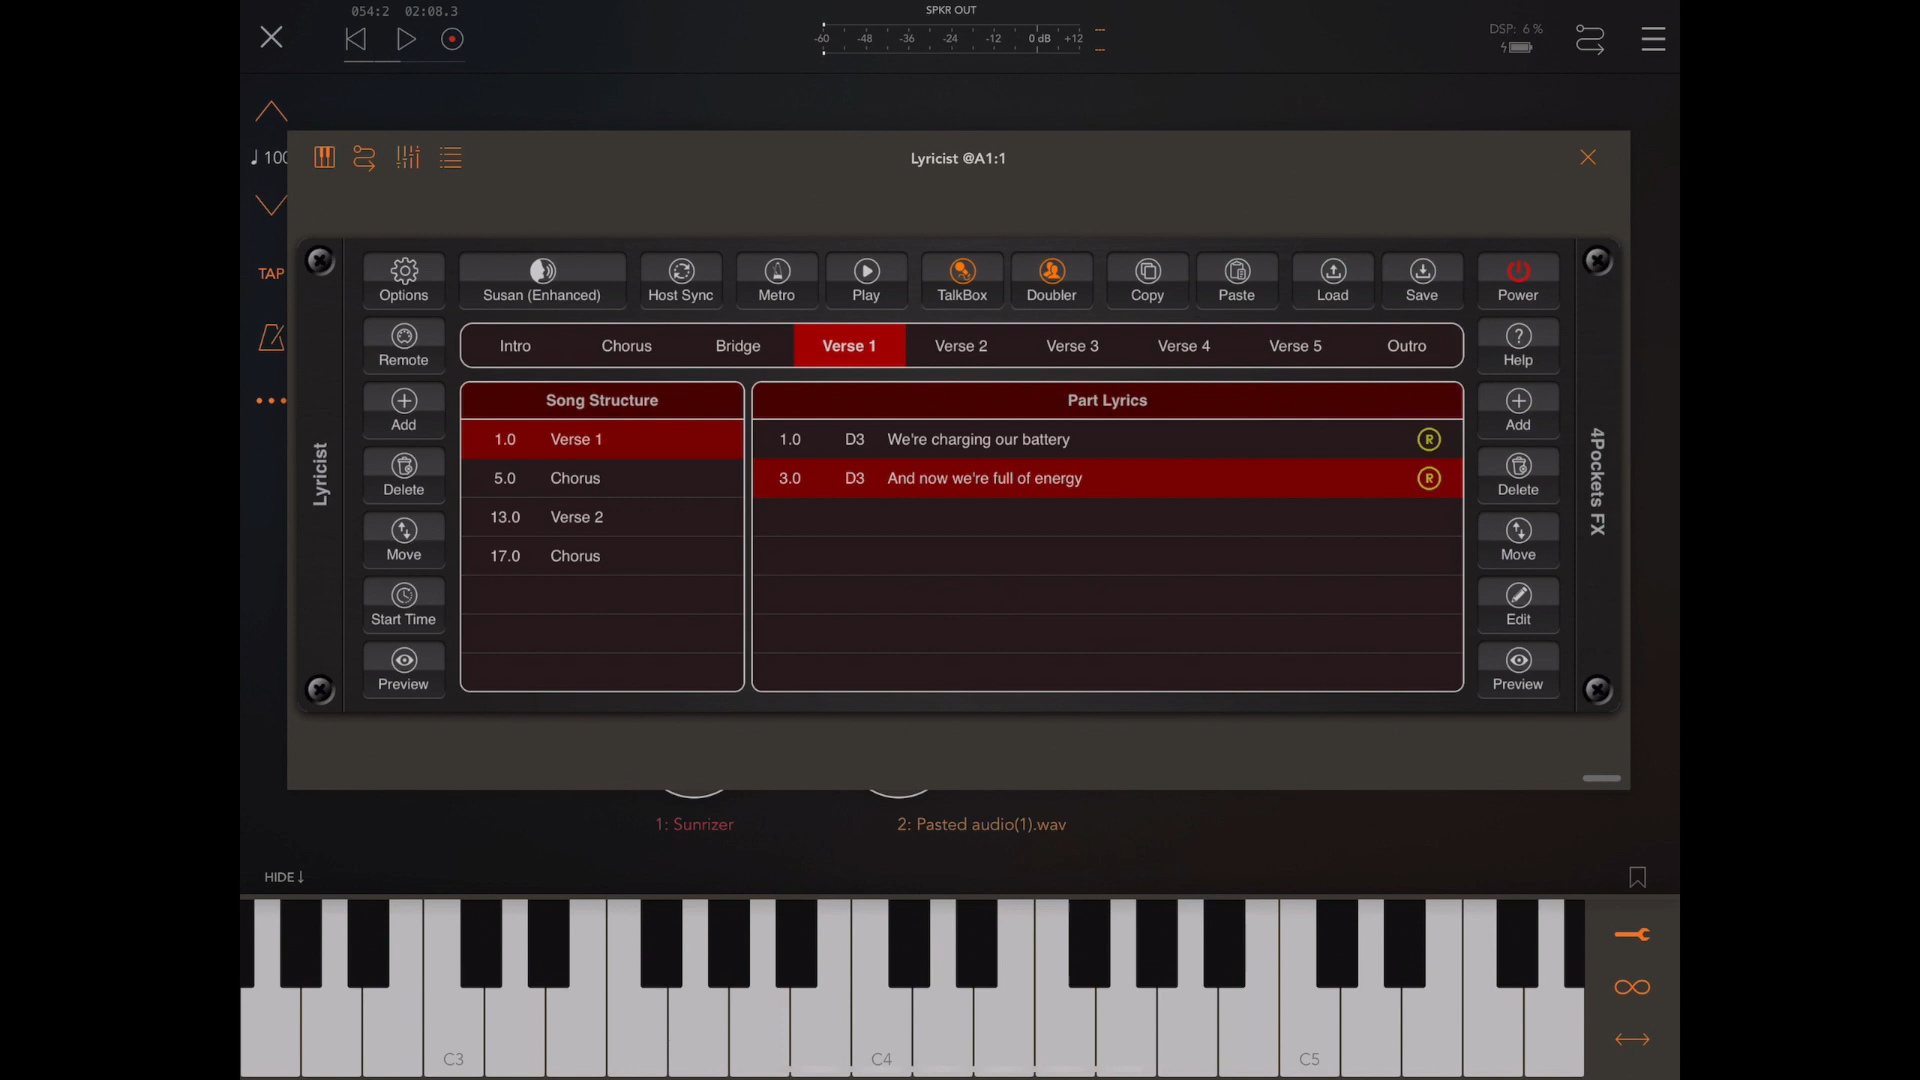 054:2 02:08.3
SPKR OUT
-60 -48 -36 -24 -12 0 dB +12
DSP: 6 %
♩ 100
TAP
Lyricist @A1:1
Options
Susan (Enhanced)
Host Sync
Metro
Play
TalkBox
Doubler
Copy
Paste
Load
Save
Power
Remote
Add
Delete
Move
Start Time
Preview
Intro Chorus Bridge Verse 1 Verse 2 Verse 3 Verse 4 Verse 5 Outro
Song Structure
1.0 Verse 1
5.0 Chorus
13.0 Verse 2
17.0 Chorus
Part Lyrics
1.0 D3 We're charging our battery R
3.0 D3 And now we're full of energy R
Help
Add
Delete
Move
Edit
Preview
Lyricist
4Pockets FX
1: Sunrizer
2: Pasted audio(1).wav
HIDE↓
C3 C4 C5